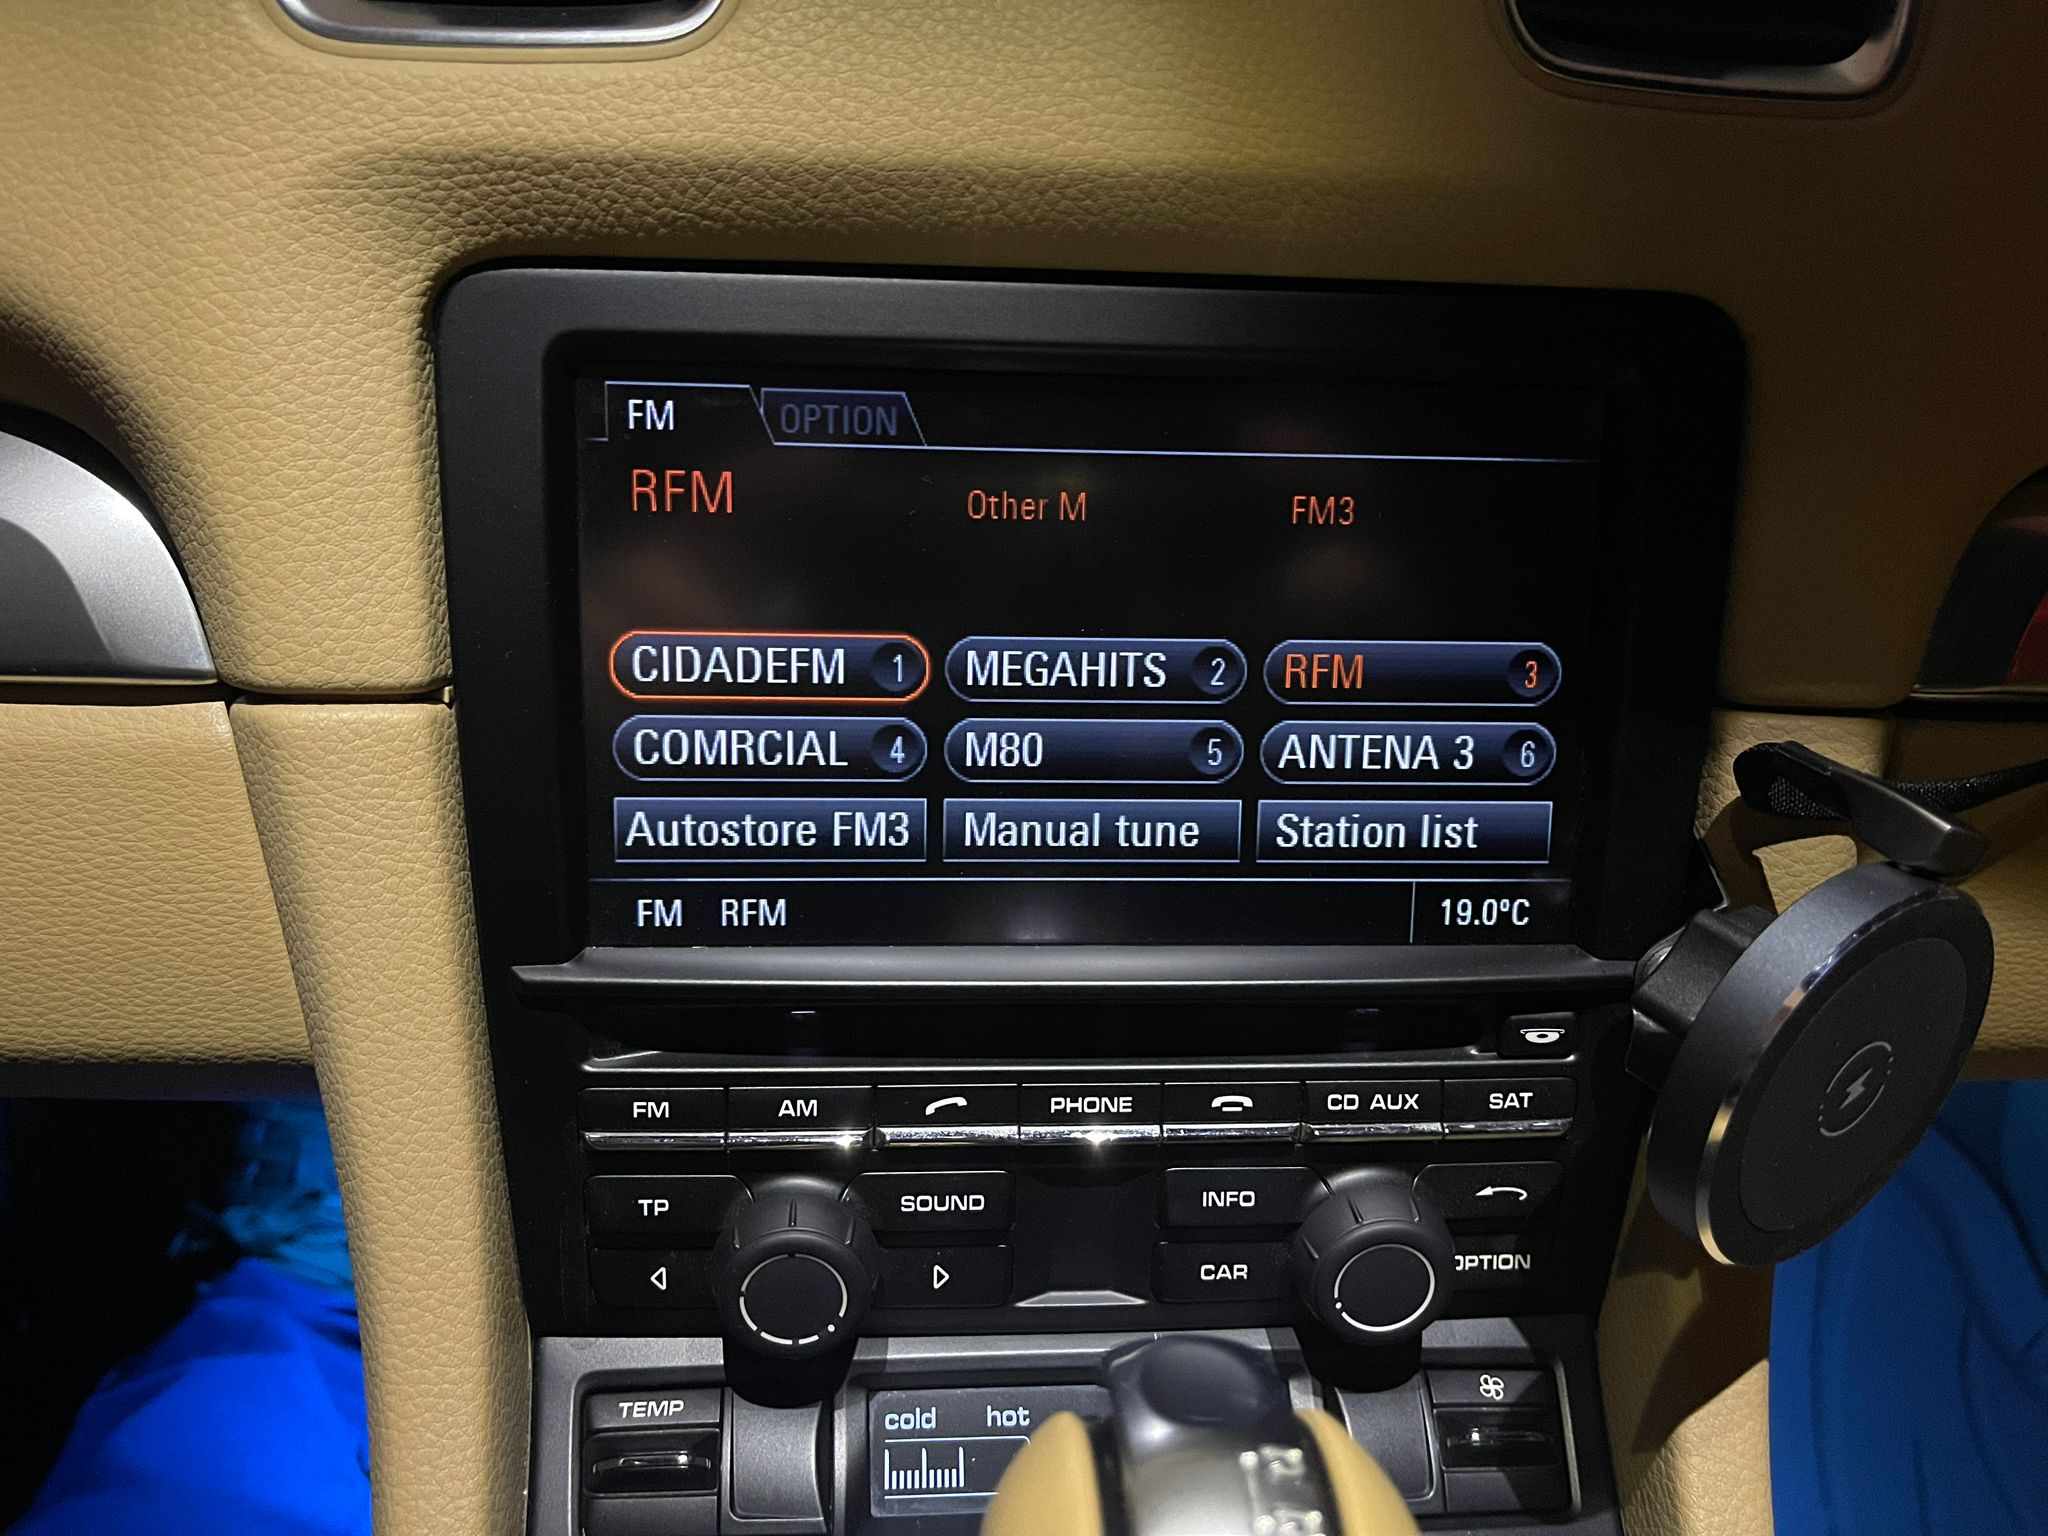 FM OPTION
RFM Other M FM3
CIDADEFM 1 MEGAHITS 2 RFM 3
COMRCIAL 4 M80 5 ANTENA 3 6
Autostore FM3 Manual tune Station list
FM RFM 19.0ºC
FM AM PHONE CD AUX SAT
TP SOUND INFO
CAR OPTION
TEMP cold hot